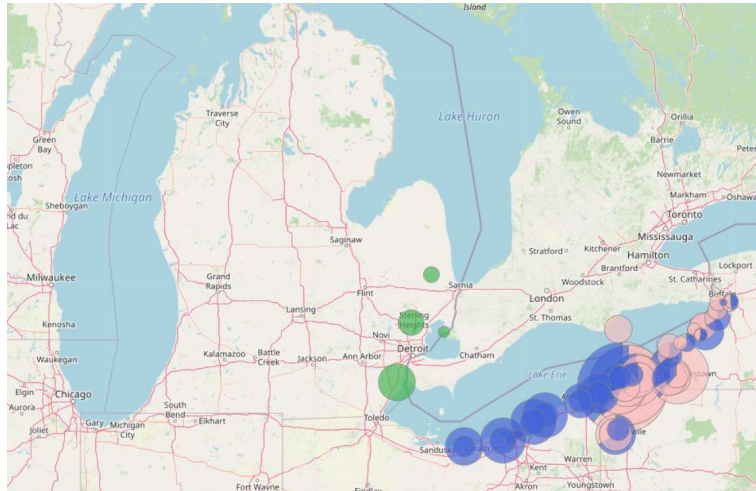 Island
Lake Huron
Owen
Sound
Orillia
Barrie
Traverse
City
Green
Bay
Newmarket
Markham
Oshawa
Toronto
Mississauga
Lake Michigan
Sheboygan
Saginaw
Stratford
Kitchener
Hamilton
Lockport
St. Catharines
Woodstock
Brantford
Milwaukee
Grand
Rapids
Flint
Sarnia
London
St. Thomas
Lansing
Sterling
Heights
Kenosha
Novi
Detroit
Chatham
Waukegan
Kalamazoo
Battle
Creek
Jackson
Ann Arbor
Lake Erie
Elgin
Chicago
Aurora
Joliet
Gary
Michigan
City
South
Bend
Elkhart
Toledo
Fort Wayne
Kent
Akron
Warren
Youngstown